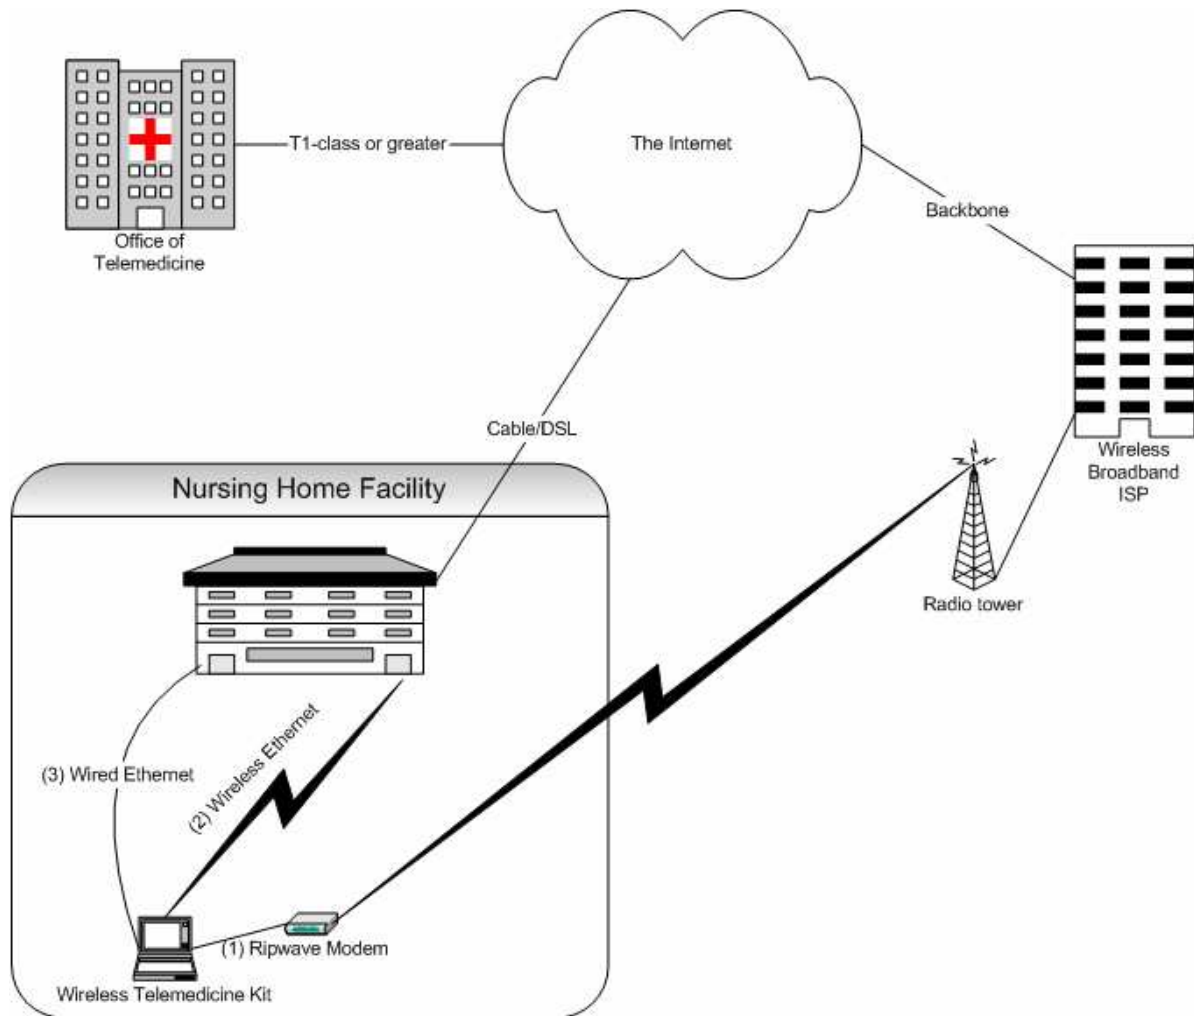 T1-class or greater
The Internet
Backbone
Office of
Telemedicine
Cable/DSL
Wireless
Broadband
ISP
Nursing Home Facility
Radio tower
(2) Wireless Ethernet
(3) Wired Ethernet
(1) Ripwave Modem
Wireless Telemedicine Kit